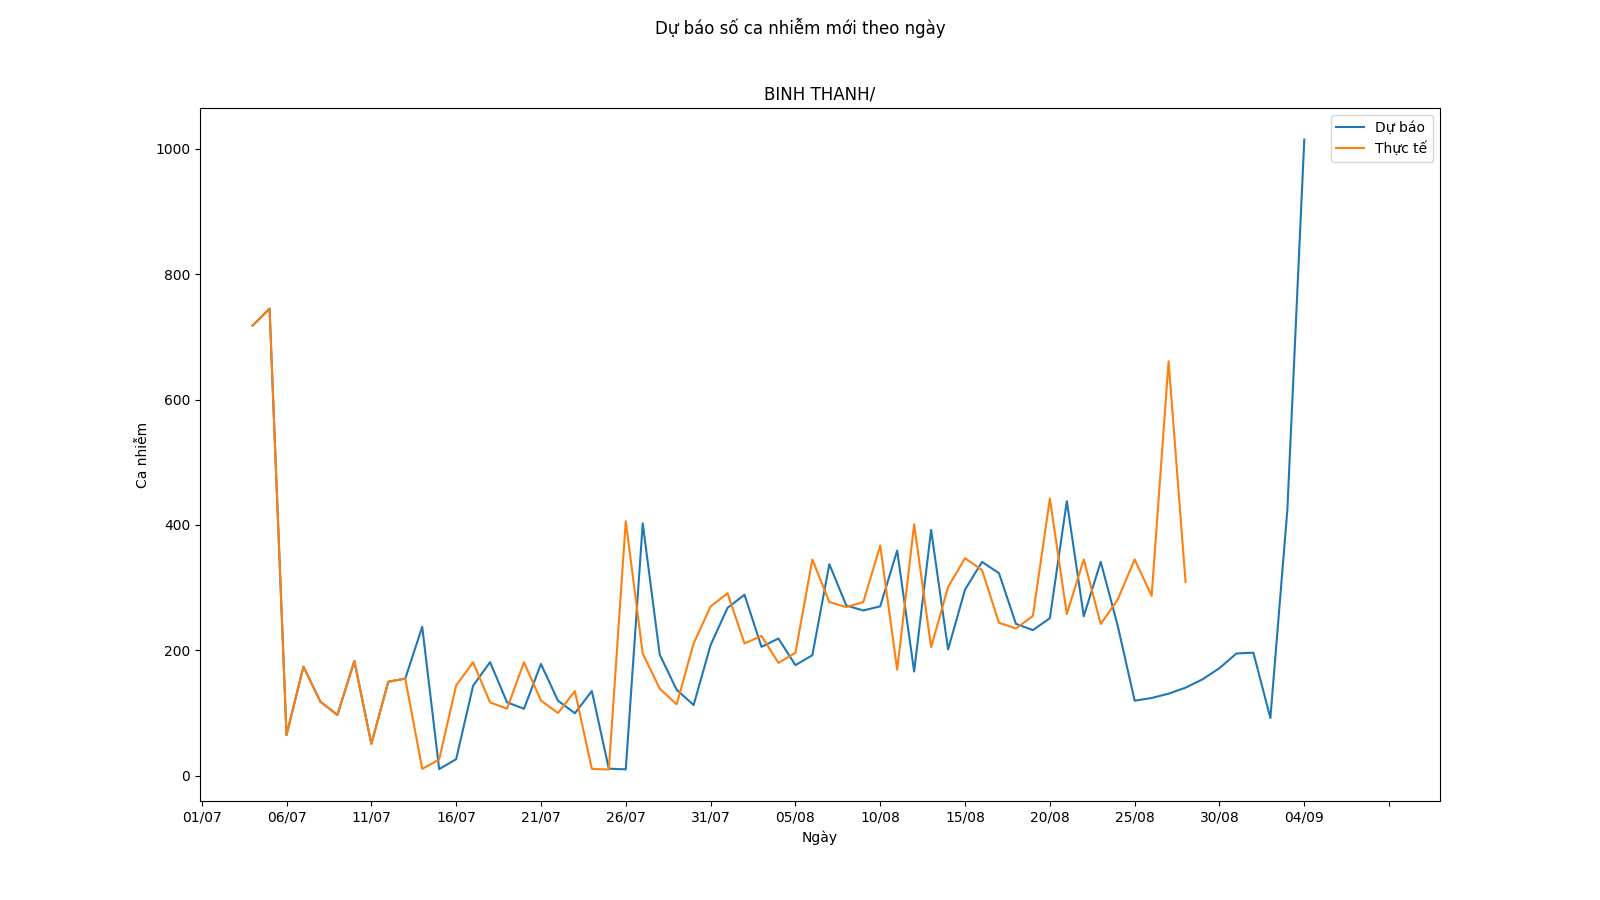 Dự báo số ca nhiễm mới theo ngày
BINH THANH/
Dự báo
Thực tế
1000
800
600
400
200
0
Ca nhiễm
01/07 06/07 11/07 16/07 21/07 26/07 31/07 05/08 10/08 15/08 20/08 25/08 30/08 04/09
Ngày